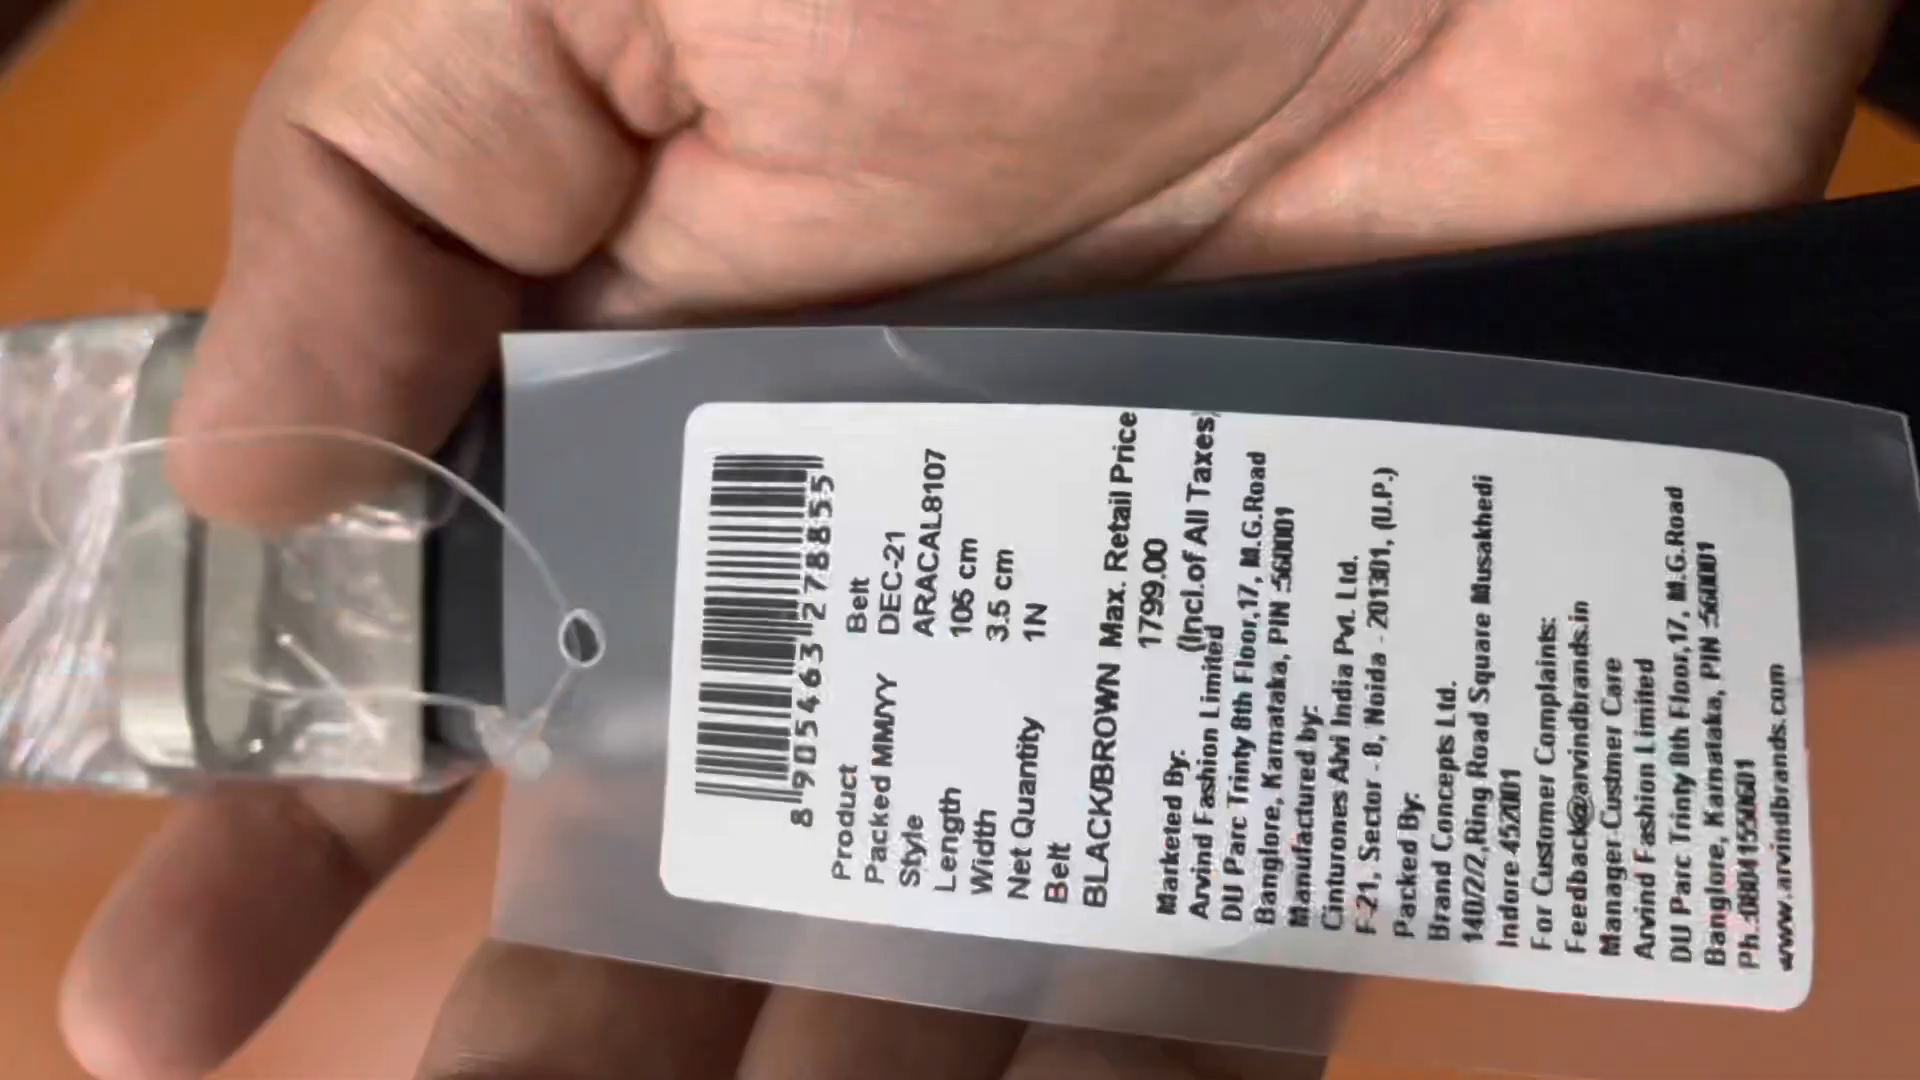 8 905463 278855
Product Belt
Packed MM/YY DEC-21
Style ARACAL8107
Length 105 cm
Width 3.5 cm
Net Quantity 1N
Belt
BLACK/BROWN Max. Retail Price
1799.00
(Incl.of All Taxes)
Marketed By:
Arvind Fashion Limited
DU Parc Trinty 8th Floor,17, M.G.Road
Banglore, Karnataka, PIN :560001
Manufactured by:
Cinturones Alvi India Pvt. Ltd.
F-21, Sector - 8, Noida - 201301, (U.P.)
Packed By:
Brand Concepts Ltd.
140/2/2,Ring Road Square Musakhedi
Indore-452001
For Customer Complaints:
Feedback@arvindbrands.in
Manager-Custmer Care
Arvind Fashion Limited
DU Parc Trinty 8th Floor,17, M.G.Road
Banglore, Karnataka, PIN :560001
Ph.:08041550601
www.arvindbrands.com